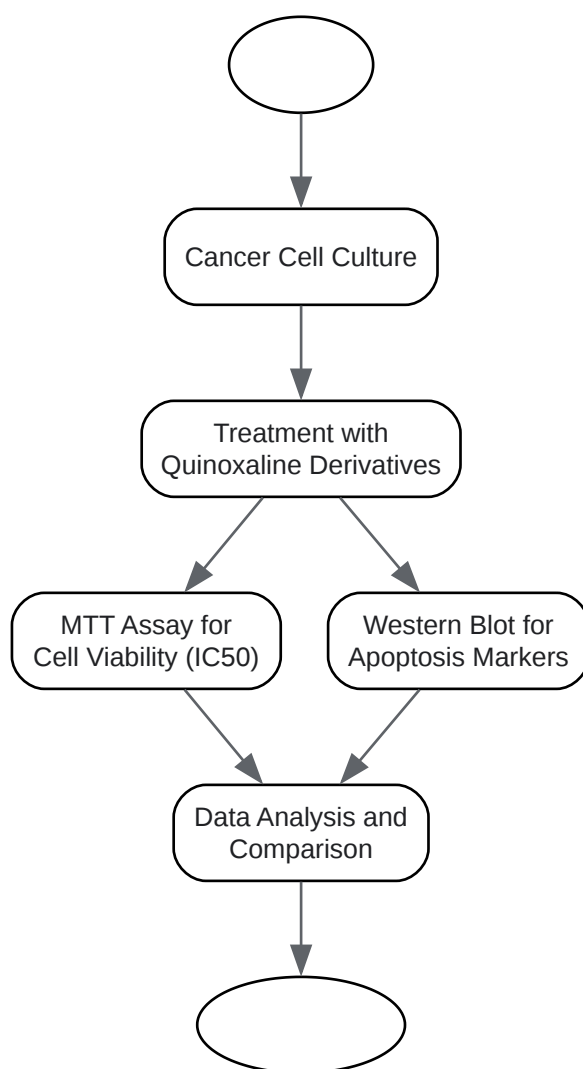 Cancer Cell Culture
Treatment with
Quinoxaline Derivatives
MTT Assay for
Cell Viability (IC50)
Western Blot for
Apoptosis Markers
Data Analysis and
Comparison